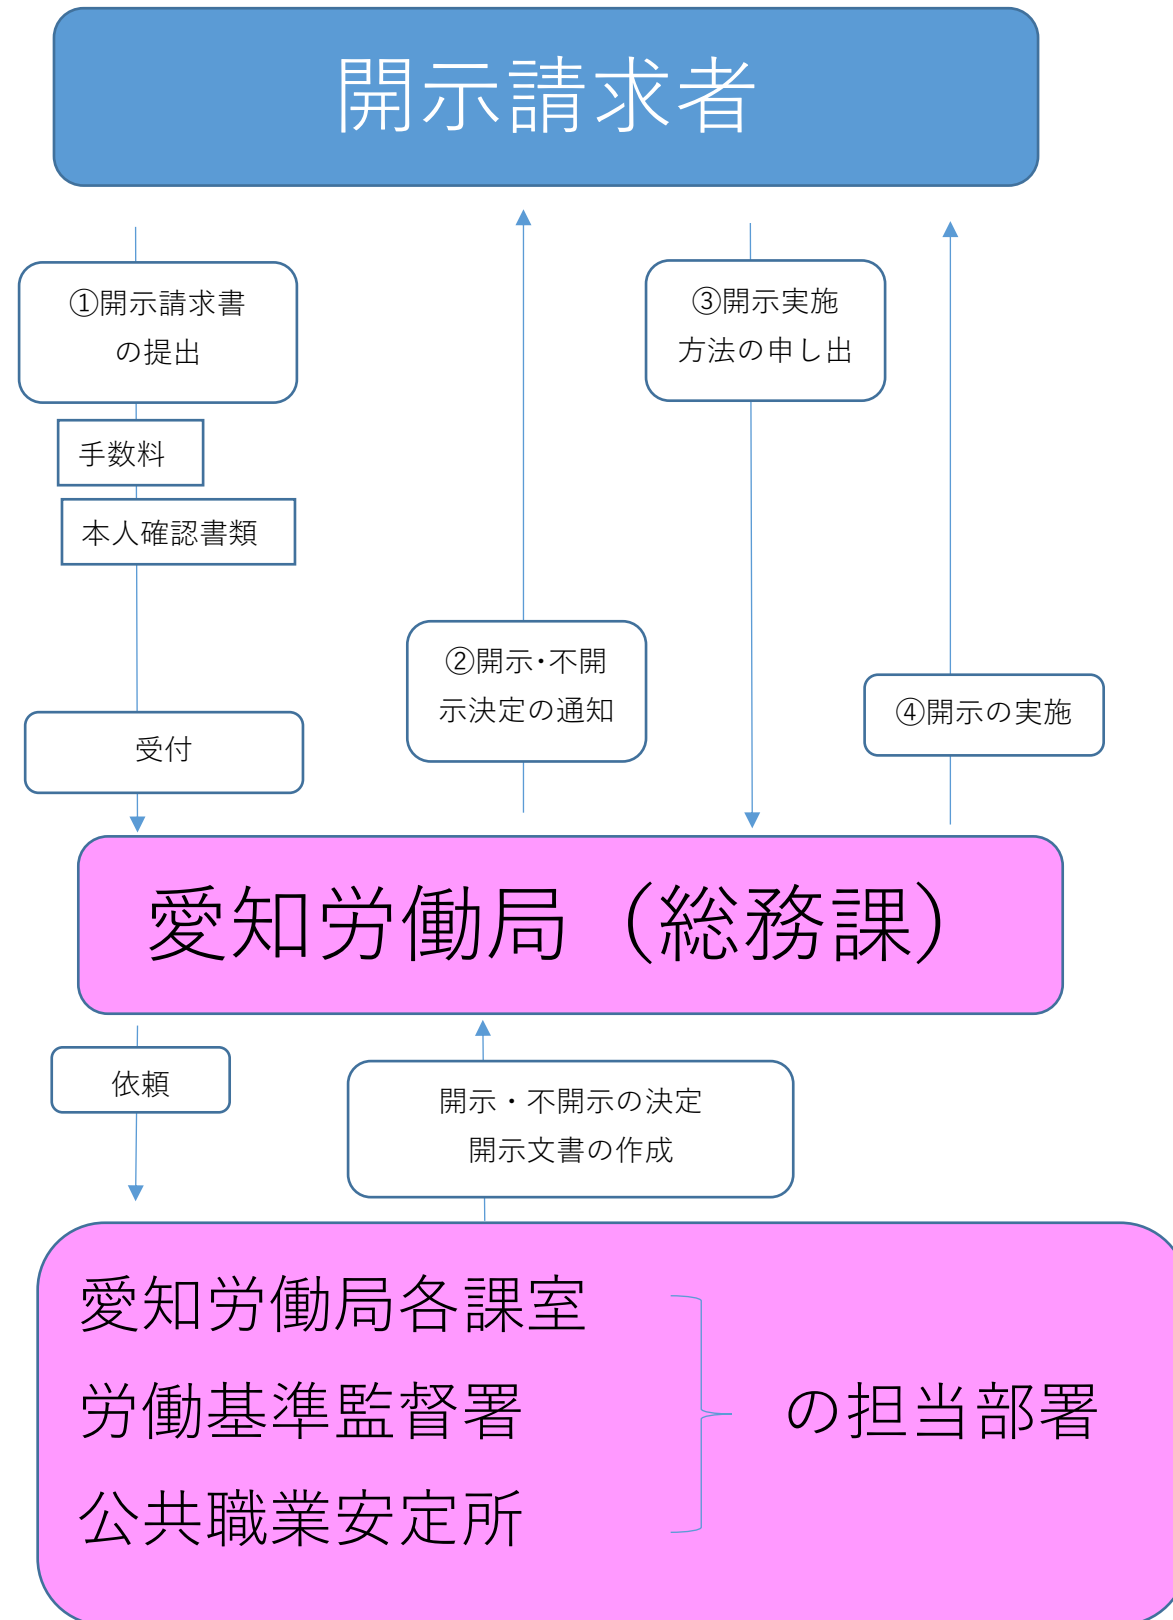 開示請求者
①開示請求書
の提出
手数料
本人確認書類
受付
②開示・不開
示決定の通知
③開示実施
方法の申し出
④開示の実施
愛知労働局（総務課）
依頼
開示・不開示の決定
開示文書の作成
愛知労働局各課室
労働基準監督署
公共職業安定所
の担当部署